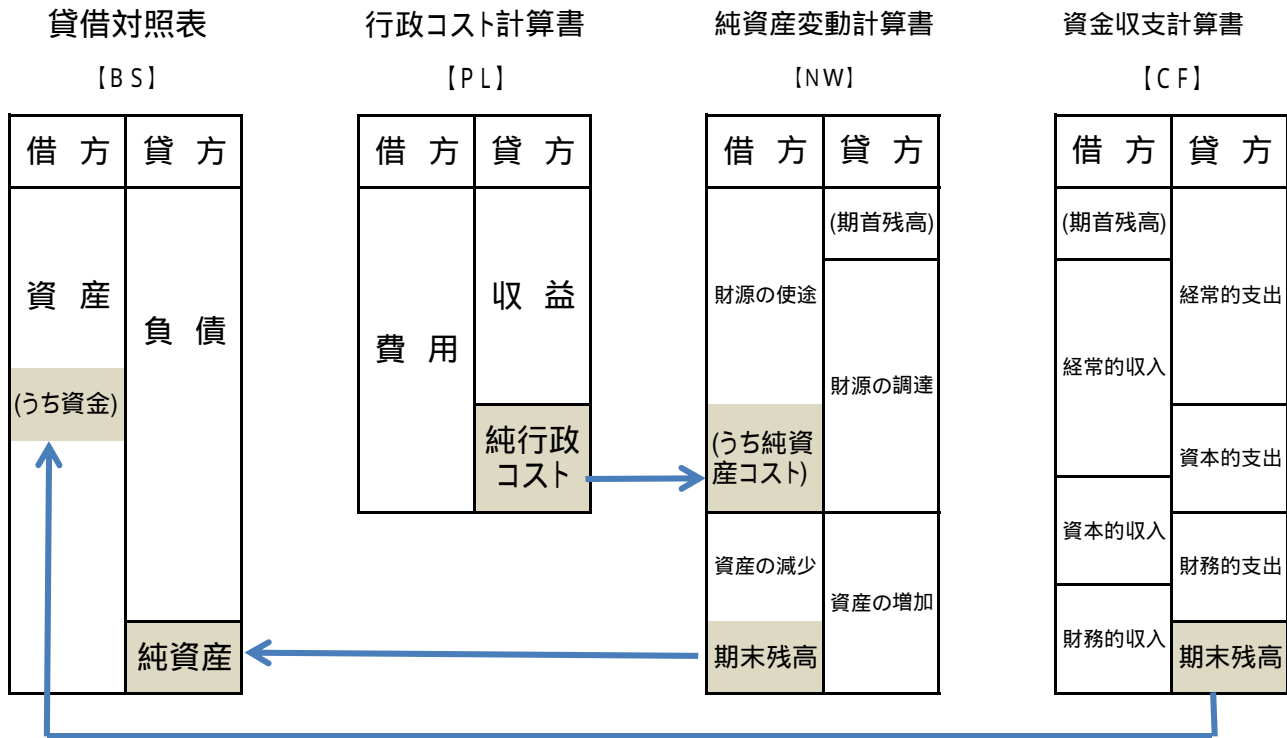 貸借対照表
【BS】
借方 貸方
資産
(うち資金)
負債
純資産
行政コスト計算書
【PL】
借方 貸方
費用
収益
純行政
コスト
純資産変動計算書
【NW】
借方 貸方
財源の使途
(うち純資
産コスト)
資産の減少
期末残高
(期首残高)
財源の調達
資産の増加
資金収支計算書
【CF】
借方 貸方
(期首残高)
経常的収入
資本的収入
財務的収入
経常的支出
資本的支出
財務的支出
期末残高